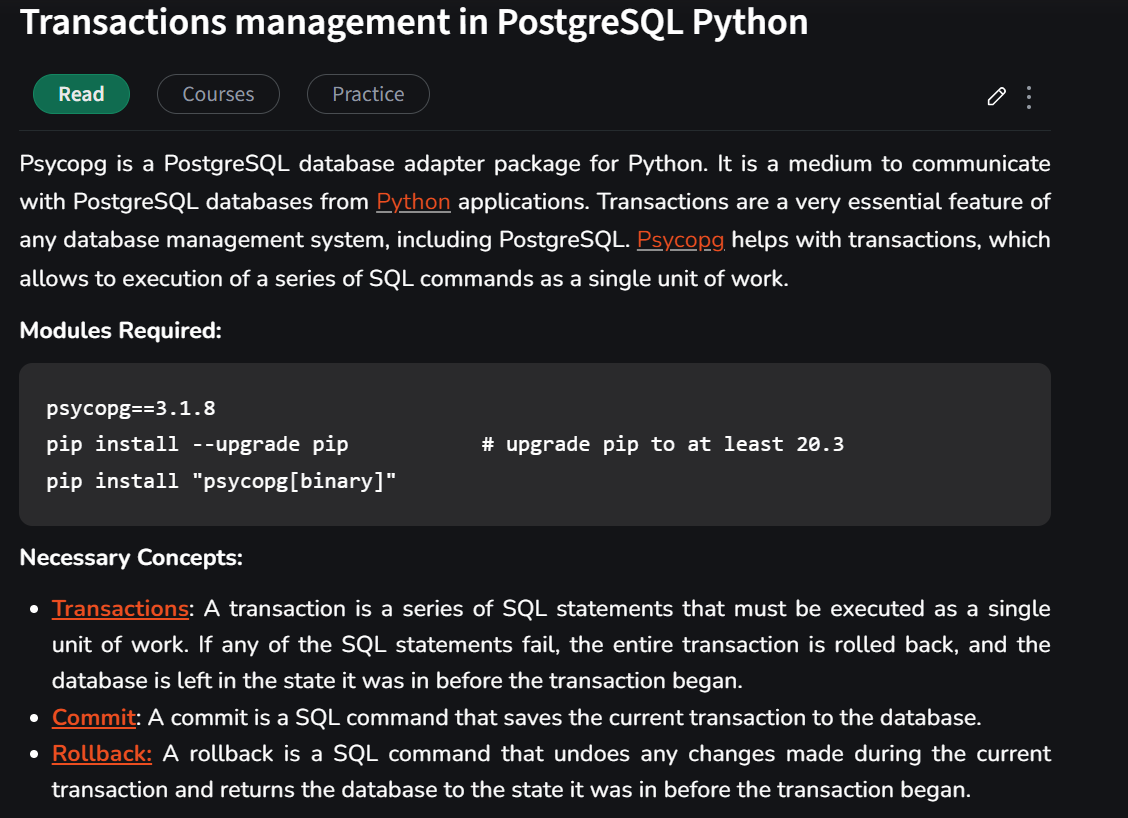 Transactions management in PostgreSQL Python
Read Courses Practice
Psycopg is a PostgreSQL database adapter package for Python. It is a medium to communicate
with PostgreSQL databases from Python applications. Transactions are a very essential feature of
any database management system, including PostgreSQL. Psycopg helps with transactions, which
allows to execution of a series of SQL commands as a single unit of work.
Modules Required:
psycopg==3.1.8
pip install --upgrade pip           # upgrade pip to at least 20.3
pip install "psycopg[binary]"
Necessary Concepts:
• Transactions: A transaction is a series of SQL statements that must be executed as a single
unit of work. If any of the SQL statements fail, the entire transaction is rolled back, and the
database is left in the state it was in before the transaction began.
• Commit: A commit is a SQL command that saves the current transaction to the database.
• Rollback: A rollback is a SQL command that undoes any changes made during the current
transaction and returns the database to the state it was in before the transaction began.